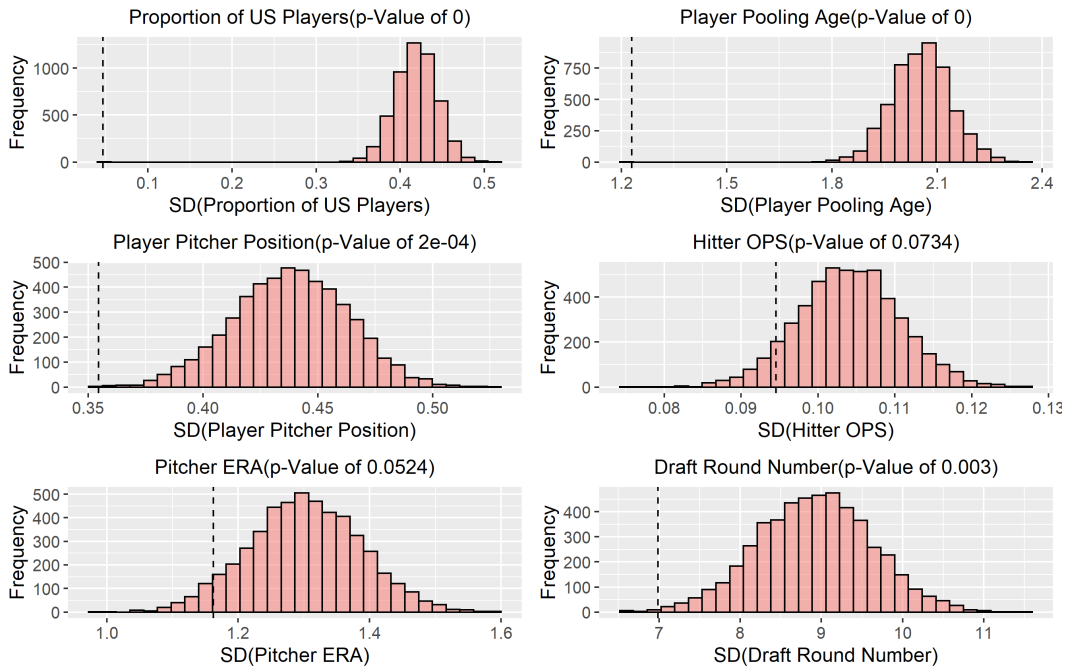 Proportion of US Players(p-Value of 0)
Frequency
1000
500
0
0.1 0.2 0.3 0.4 0.5
SD(Proportion of US Players)
Player Pooling Age(p-Value of 0)
Frequency
750
500
250
0
1.2 1.5 1.8 2.1 2.4
SD(Player Pooling Age)
Player Pitcher Position(p-Value of 2e-04)
Frequency
500
400
300
200
100
0
0.35 0.40 0.45 0.50
SD(Player Pitcher Position)
Hitter OPS(p-Value of 0.0734)
Frequency
400
200
0
0.08 0.09 0.10 0.11 0.12 0.13
SD(Hitter OPS)
Pitcher ERA(p-Value of 0.0524)
Frequency
500
400
300
200
100
0
1.0 1.2 1.4 1.6
SD(Pitcher ERA)
Draft Round Number(p-Value of 0.003)
Frequency
400
300
200
100
0
7 8 9 10 11
SD(Draft Round Number)